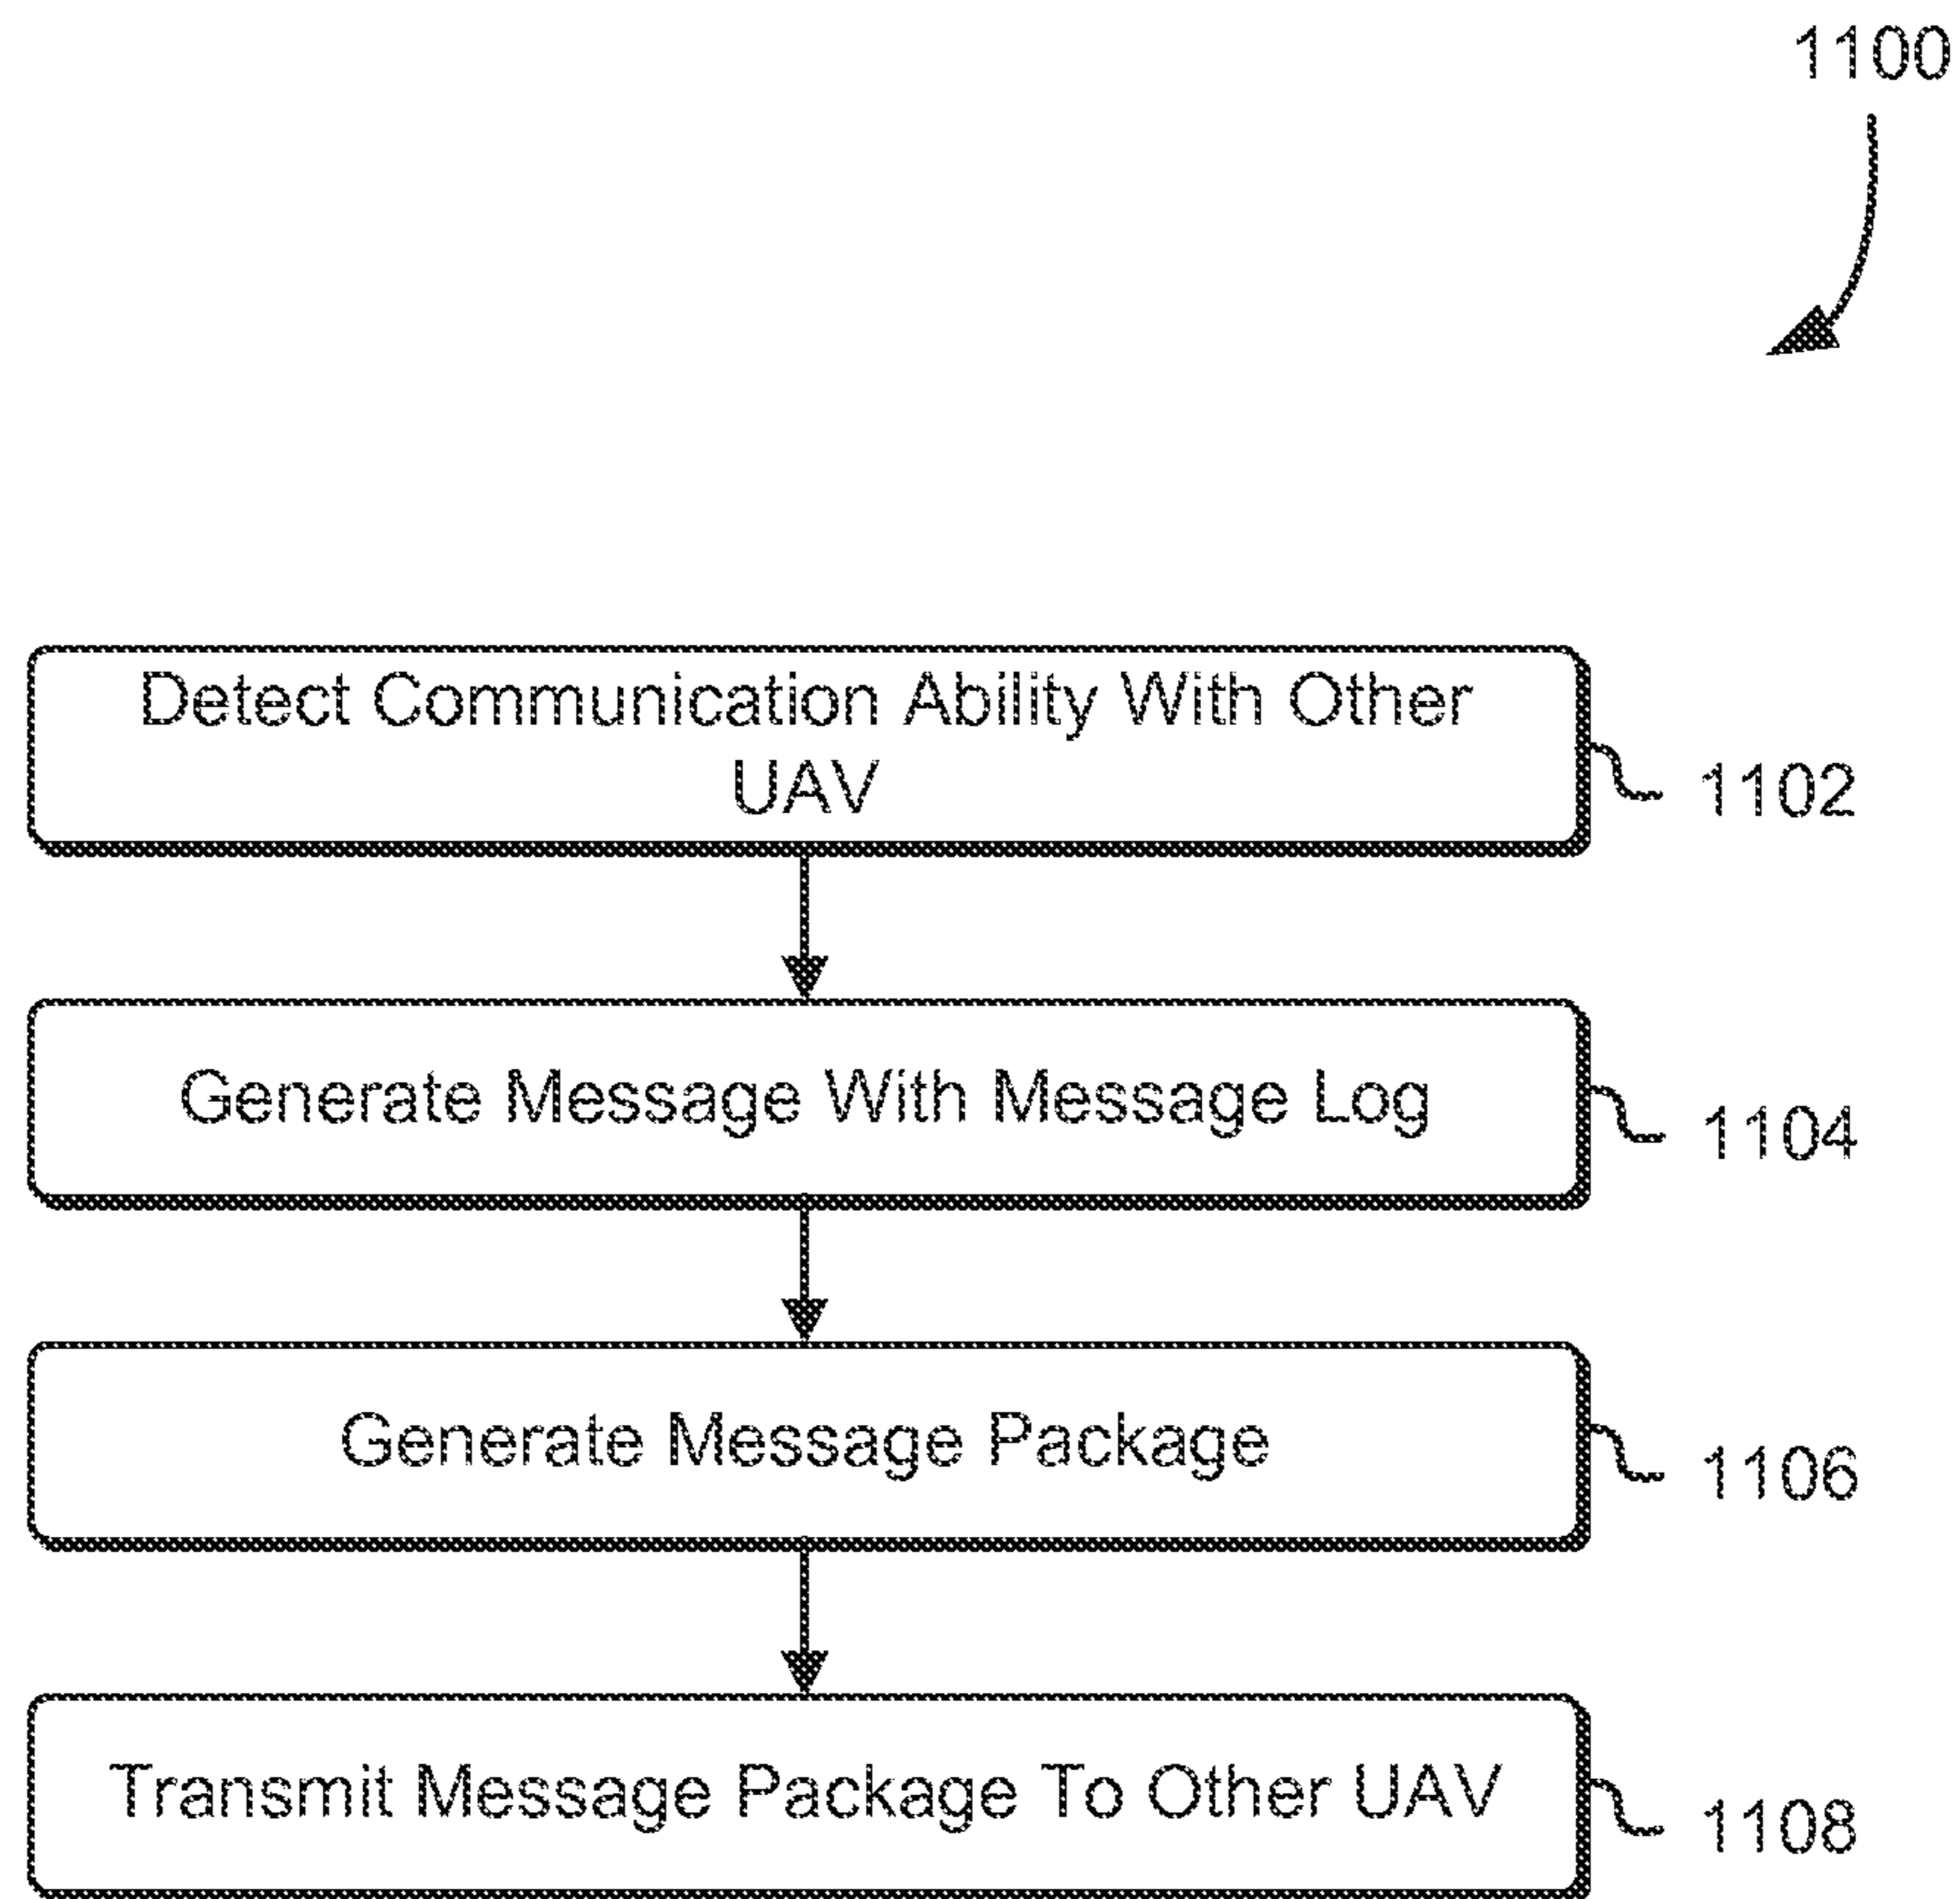 1100
Detect Communication Ability With Other
UAV
1102
Generate Message With Message Log
1104
Generate Message Package
1106
Transmit Message Package To Other UAV
1108